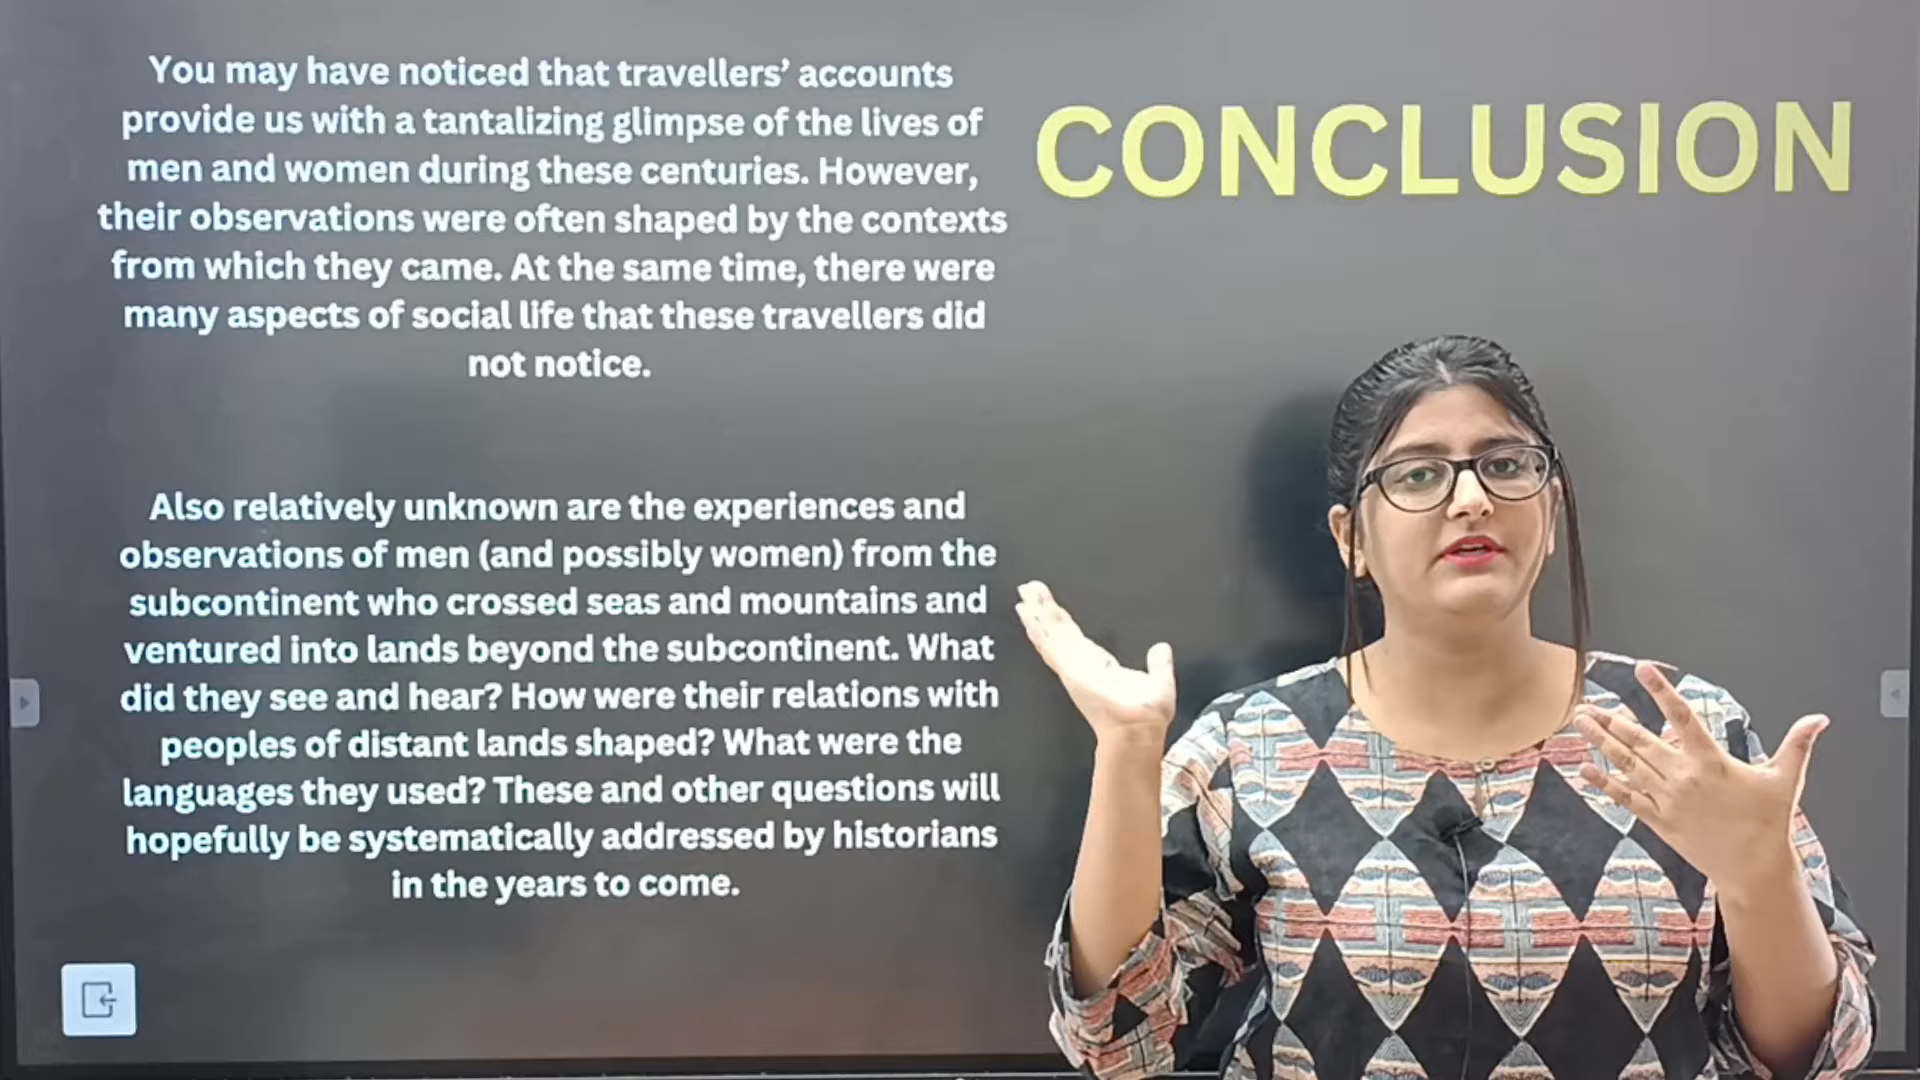 You may have noticed that travellers’ accounts
provide us with a tantalizing glimpse of the lives of
men and women during these centuries. However,
their observations were often shaped by the contexts
from which they came. At the same time, there were
many aspects of social life that these travellers did
not notice.
Also relatively unknown are the experiences and
observations of men (and possibly women) from the
subcontinent who crossed seas and mountains and
ventured into lands beyond the subcontinent. What
did they see and hear? How were their relations with
peoples of distant lands shaped? What were the
languages they used? These and other questions will
hopefully be systematically addressed by historians
in the years to come.
CONCLUSION